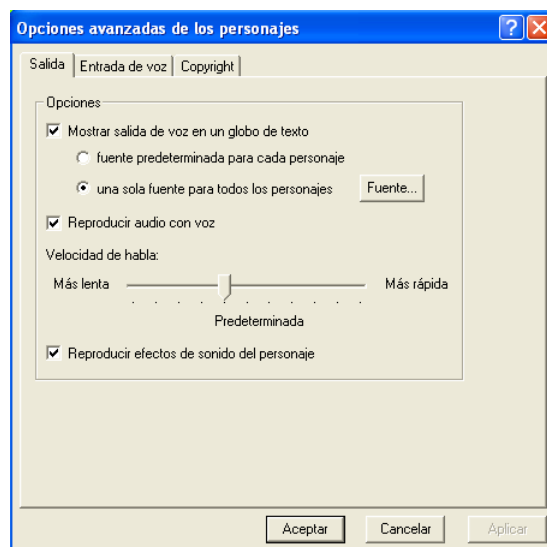 Opciones avanzadas de los personajes
Salida Entrada de voz Copyright
Opciones
Mostrar salida de voz en un globo de texto
fuente predeterminada para cada personaje
una sola fuente para todos los personajes Fuente...
Reproducir audio con voz
Velocidad de habla:
Más lenta Más rápida
Predeterminada
Reproducir efectos de sonido del personaje
Aceptar Cancelar Aplicar